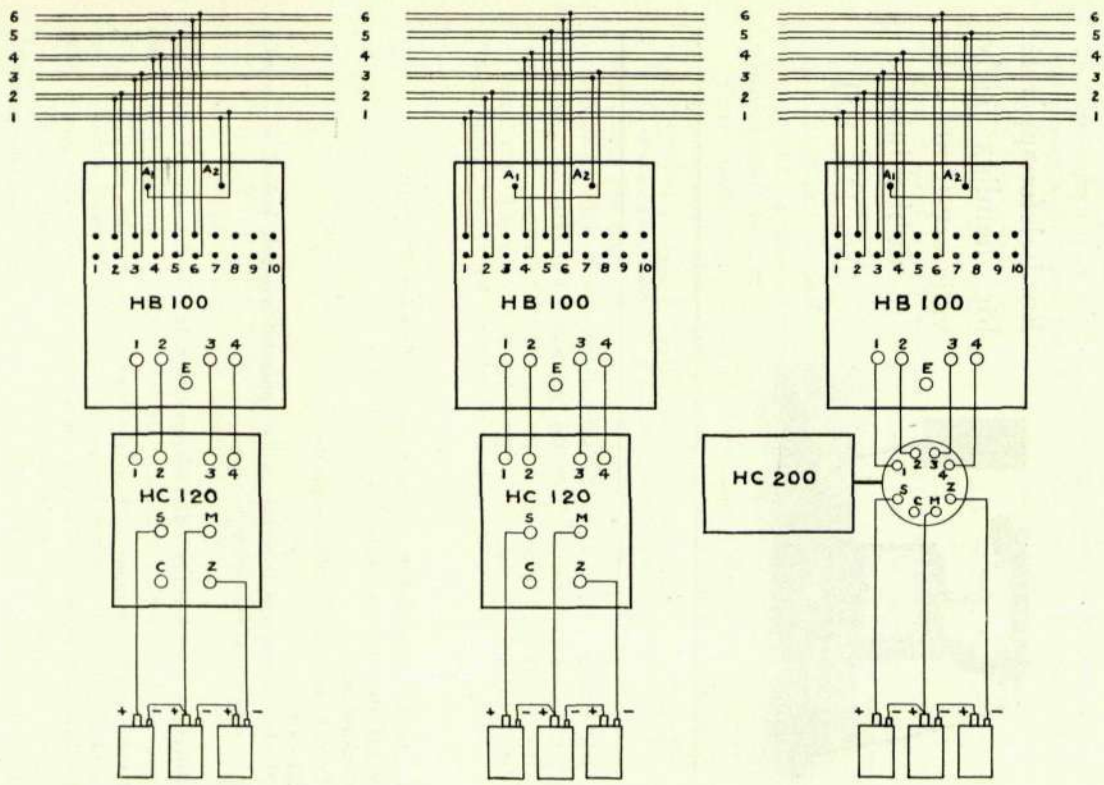 6 6 6 6
5 5 5 5
4 4 4 4
3 3 3 3
2 2 2 2
1 1 1 1
A1 A2
1 2 3 4 5 6 7 8 9 10
HB 100
1 2 3 4
E
1 2 3 4
HC 120
S M
C Z
+ - + - + -
A1 A2
1 2 3 4 5 6 7 8 9 10
HB 100
1 2 3 4
E
1 2 3 4
HC 120
S M
C Z
+ - + - + -
A1 A2
1 2 3 4 5 6 7 8 9 10
HB 100
1 2 3 4
E
HC 200
1 2 3 4
S C M Z
+ - + - + -